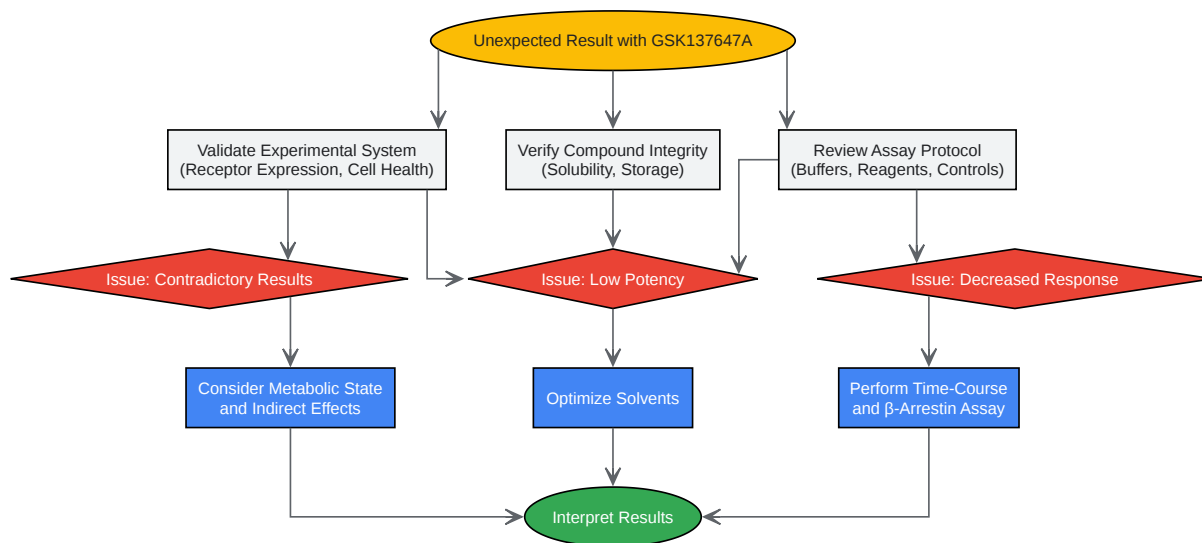 Unexpected Result with GSK137647A
Validate Experimental System
(Receptor Expression, Cell Health)
Verify Compound Integrity
(Solubility, Storage)
Review Assay Protocol
(Buffers, Reagents, Controls)
Issue: Contradictory Results
Issue: Low Potency
Issue: Decreased Response
Consider Metabolic State
and Indirect Effects
Optimize Solvents
Perform Time-Course
and β-Arrestin Assay
Interpret Results